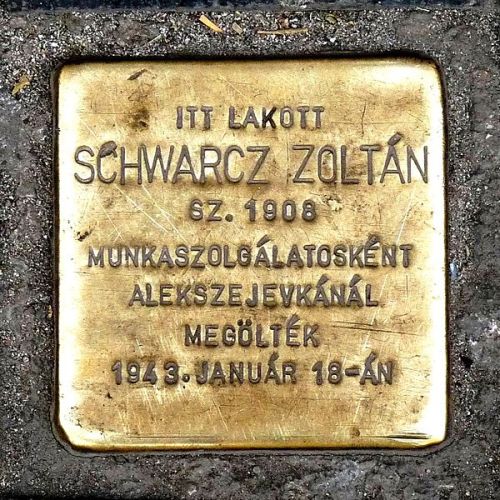 ITT LAKOTT
SCHWARCZ ZOLTÁN
SZ. 1908
MUNKASZOLGÁLATOSKÉNT
ALEKSZEJEVKÁNÁL
MEGÖLTÉK
1943. JANUÁR 18-ÁN